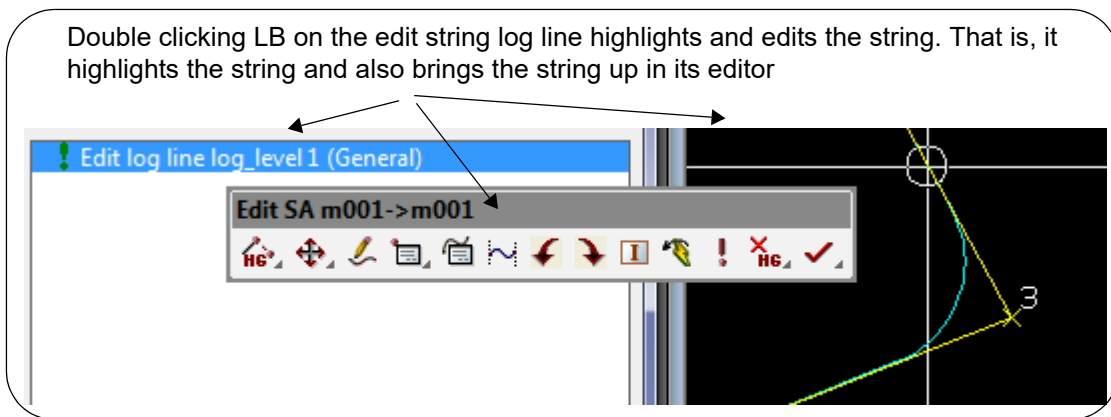 Double clicking LB on the edit string log line highlights and edits the string. That is, it
highlights the string and also brings the string up in its editor
Edit log line log_level 1 (General)
Edit SA m001->m001
HG
I
HG
3